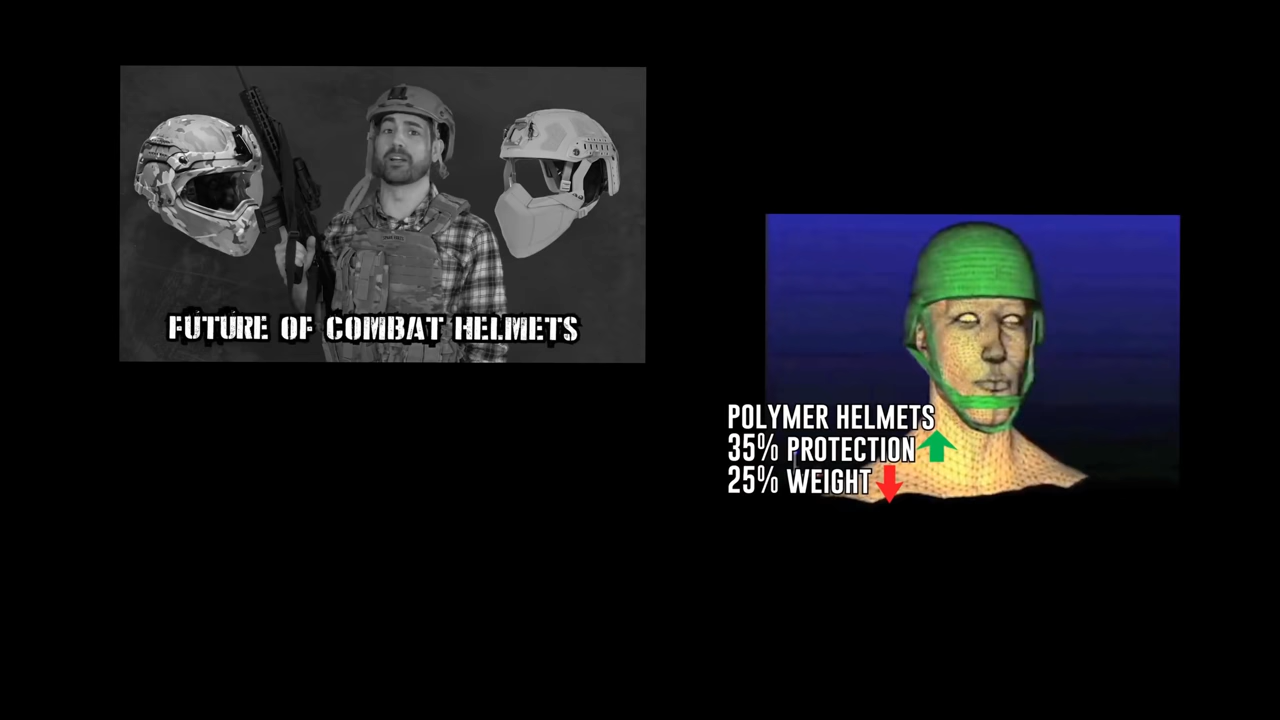 FUTURE OF COMBAT HELMETS
POLYMER HELMETS
35% PROTECTION
25% WEIGHT